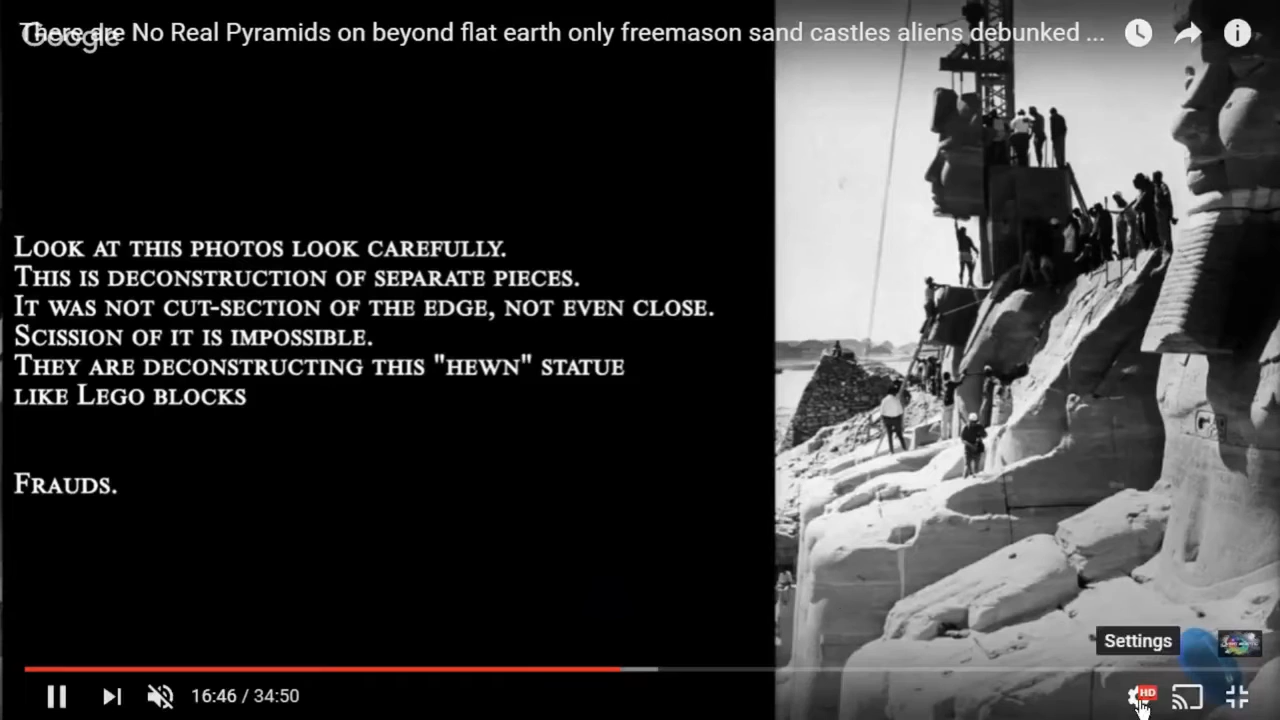 There are No Real Pyramids on beyond flat earth only freemason sand castles aliens debunked ...
Google
LOOK AT THIS PHOTOS LOOK CAREFULLY.
THIS IS DECONSTRUCTION OF SEPARATE PIECES.
IT WAS NOT CUT-SECTION OF THE EDGE, NOT EVEN CLOSE.
SCISSION OF IT IS IMPOSSIBLE.
THEY ARE DECONSTRUCTING THIS "HEWN" STATUE
LIKE LEGO BLOCKS
FRAUDS.
Settings
16:46 / 34:50
HD